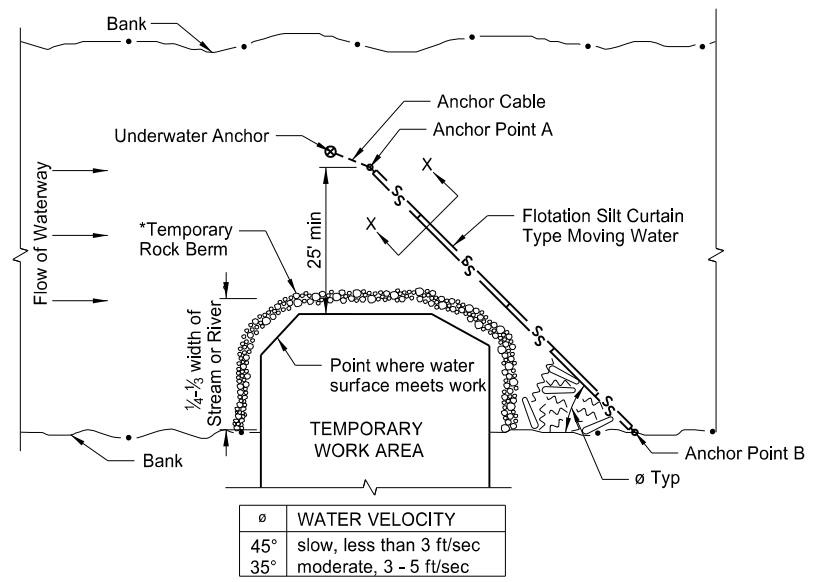 Bank
Anchor Cable
Underwater Anchor
Anchor Point A
X
X
Flow of Waterway
*Temporary
Rock Berm
25' min
Flotation Silt Curtain
Type Moving Water
SS
SS
SS
SS
¼-⅓ width of
Stream or River
Point where water
surface meets work
TEMPORARY
WORK AREA
Bank
Anchor Point B
ø Typ
ø WATER VELOCITY
45° slow, less than 3 ft/sec
35° moderate, 3 - 5 ft/sec